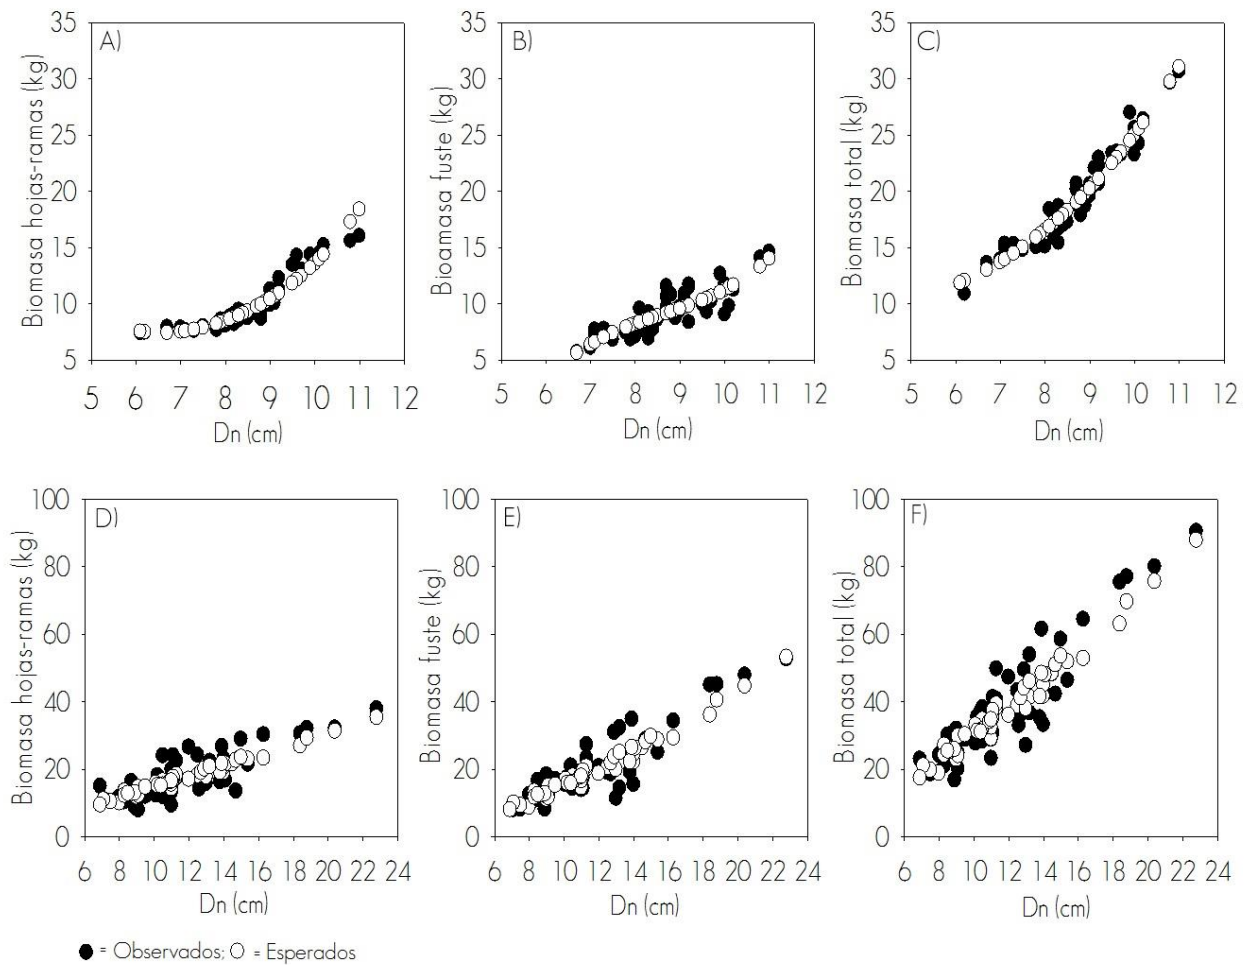 A)
Biomasa hojas-ramas (kg)
35
30
25
20
15
10
5
5 6 7 8 9 10 11 12
Dn (cm)
B)
Bioamasa fuste (kg)
35
30
25
20
15
10
5
5 6 7 8 9 10 11 12
Dn (cm)
C)
Biomasa total (kg)
35
30
25
20
15
10
5
5 6 7 8 9 10 11 12
Dn (cm)
D)
Biomasa hojas-ramas (kg)
100
80
60
40
20
0
6 8 10 12 14 16 18 20 22 24
Dn (cm)
E)
Biomasa fuste (kg)
100
80
60
40
20
0
6 8 10 12 14 16 18 20 22 24
Dn (cm)
F)
Biomasa total (kg)
100
80
60
40
20
0
6 8 10 12 14 16 18 20 22 24
Dn (cm)
● = Observados; ○ = Esperados